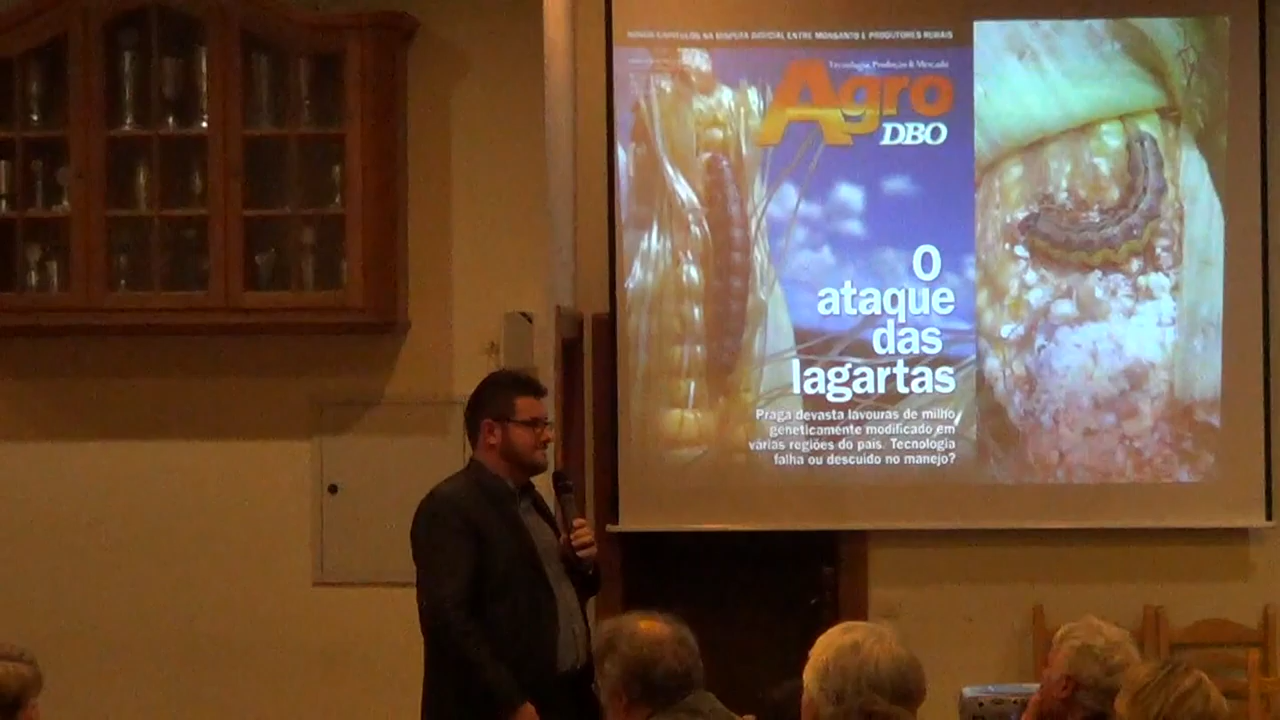 NOVOS CAPÍTULOS NA DISPUTA JUDICIAL ENTRE MONSANTO E PRODUTORES RURAIS
Tecnologia, Produção & Mercado
Agro
DBO
O
ataque
das
lagartas
Praga devasta lavouras de milho
geneticamente modificado em
várias regiões do país. Tecnologia
falha ou descuido no manejo?